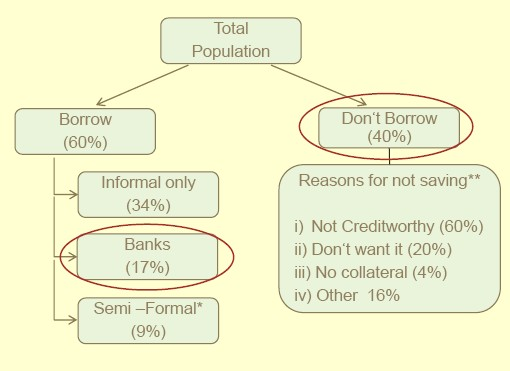 Total
Population
Borrow
(60%)
Don't Borrow
(40%)
Informal only
(34%)
Banks
(17%)
Semi –Formal*
(9%)
Reasons for not saving**
i) Not Creditworthy (60%)
ii) Don't want it (20%)
iii) No collateral (4%)
iv) Other 16%